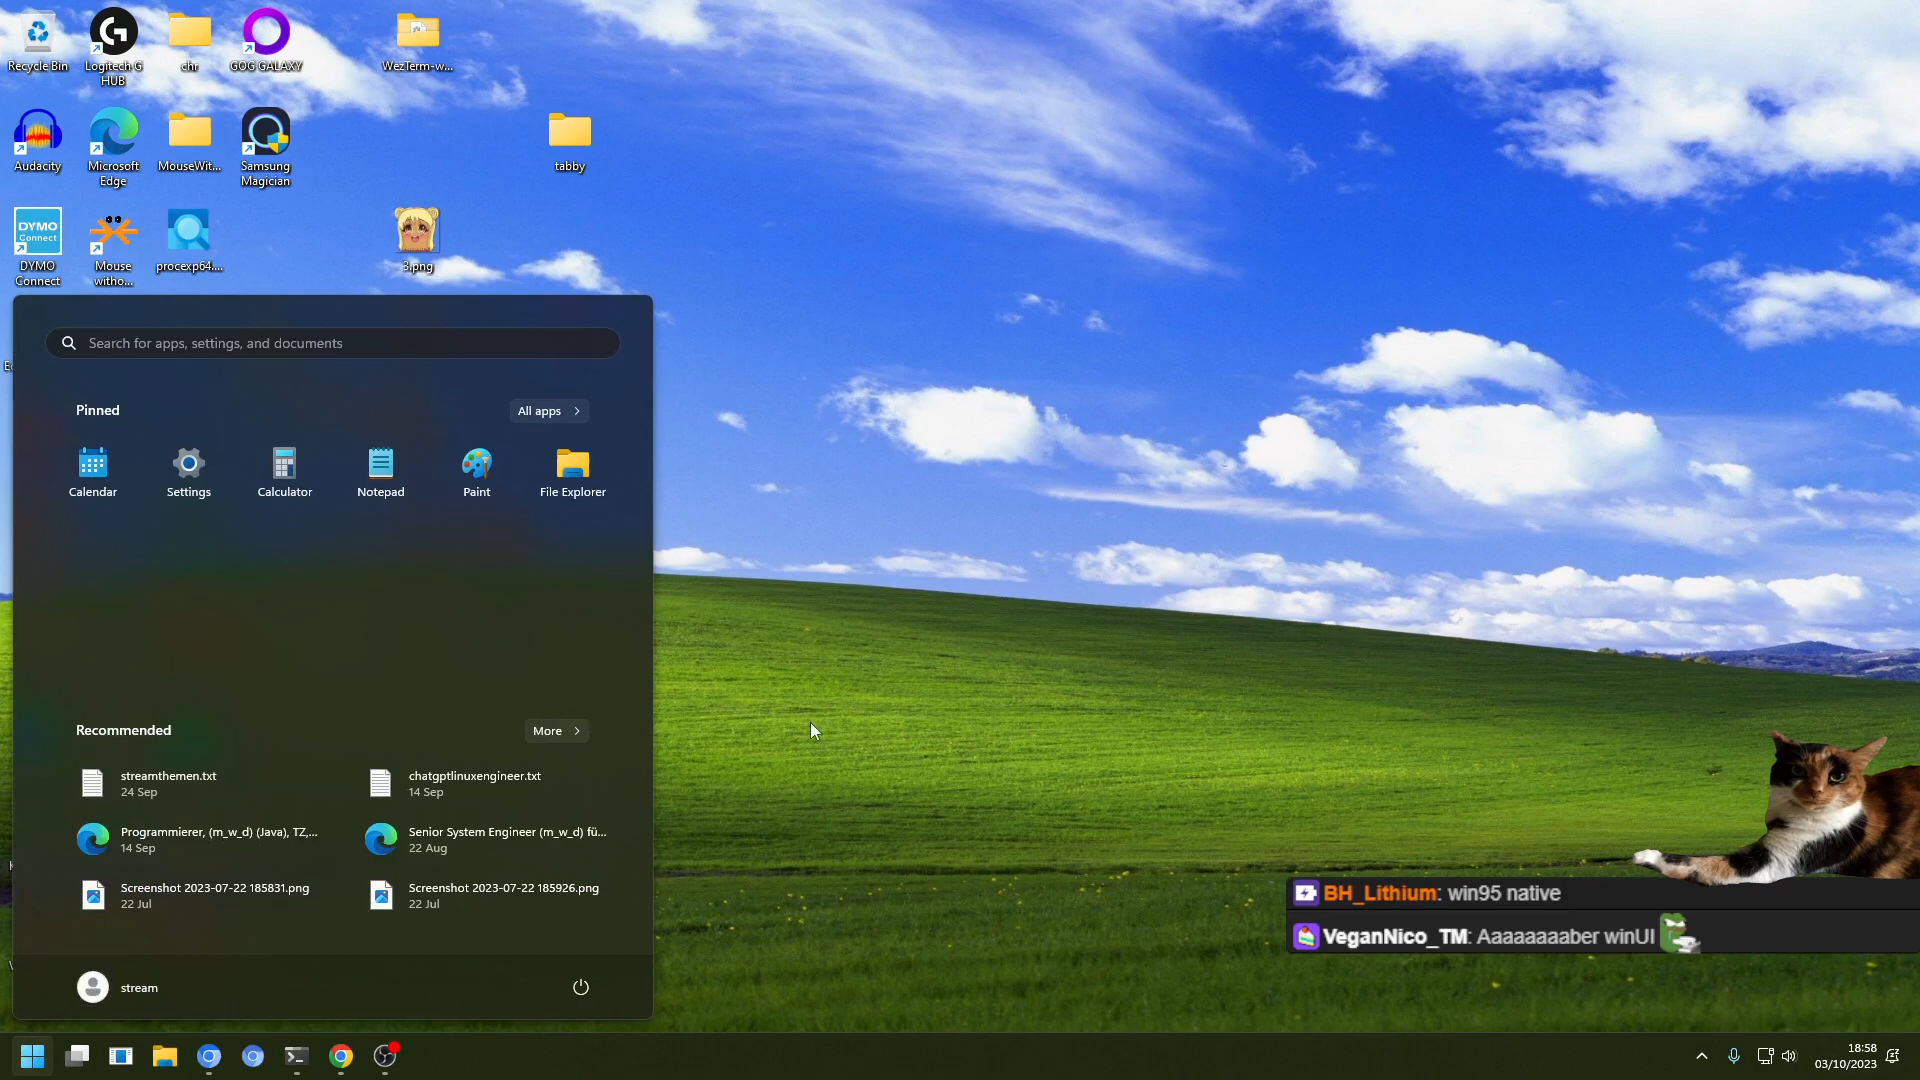 Recycle Bin
Logitech G
HUB
chr
GOG GALAXY
WezTerm-w...
Audacity
Microsoft
Edge
MouseWit...
Samsung
Magician
tabby
DYMO
Connect
DYMO
Connect
Mouse
witho...
procexp64....
3.png
Search for apps, settings, and documents
Pinned
All apps
Calendar
Settings
Calculator
Notepad
Paint
File Explorer
Recommended
More
streamthemen.txt
24 Sep
chatgptlinuxengineer.txt
14 Sep
Programmierer, (m_w_d) (Java), TZ,...
14 Sep
Senior System Engineer (m_w_d) fü...
22 Aug
Screenshot 2023-07-22 185831.png
22 Jul
Screenshot 2023-07-22 185926.png
22 Jul
stream
BH_Lithium: win95 native
VeganNico_TM: Aaaaaaaaber winUI
18:58
03/10/2023